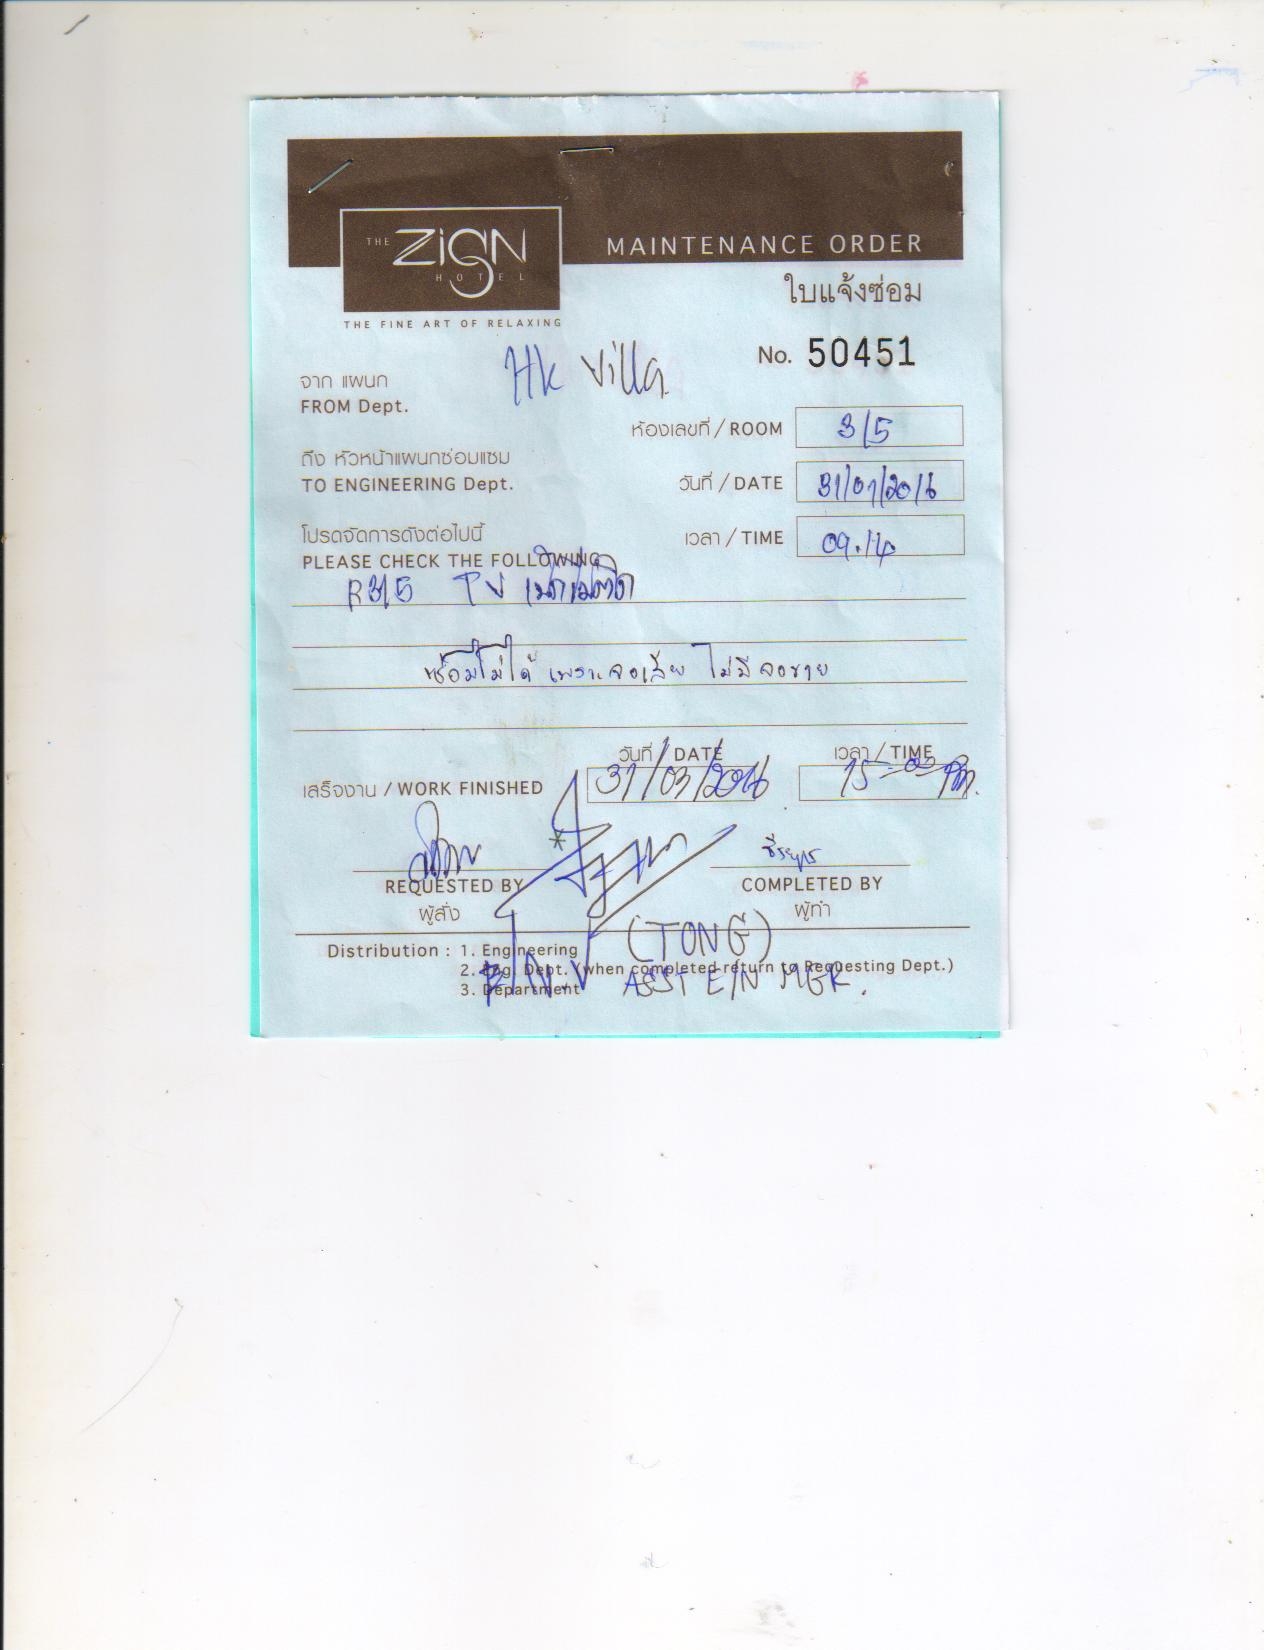 THE ZiGN
HOTEL
THE FINE ART OF RELAXING
MAINTENANCE ORDER
ใบแจ้งซ่อม
No. 50451
จาก แผนก
FROM Dept.
Hk Villa
ห้องเลขที่ / ROOM 3/5
ถึง หัวหน้าแผนกซ่อมแซม
TO ENGINEERING Dept.
วันที่ / DATE 31/01/2016
โปรดจัดการดังต่อไปนี้
PLEASE CHECK THE FOLLOWING
เวลา / TIME 09.14
R3/5 TV เปิดไม่ติด
ซ่อมไม่ได้ เพราะจอเสีย ไม่มีจอขาย
วันที่ / DATE เวลา / TIME
เสร็จงาน / WORK FINISHED 31/03/2016 15-03 PM.
REQUESTED BY
ผู้สั่ง
COMPLETED BY
ผู้ทำ
(TONG)
ASST E/N MGR.
Distribution : 1. Engineering
2. Eng. Dept. (when completed return to Requesting Dept.)
3. Department